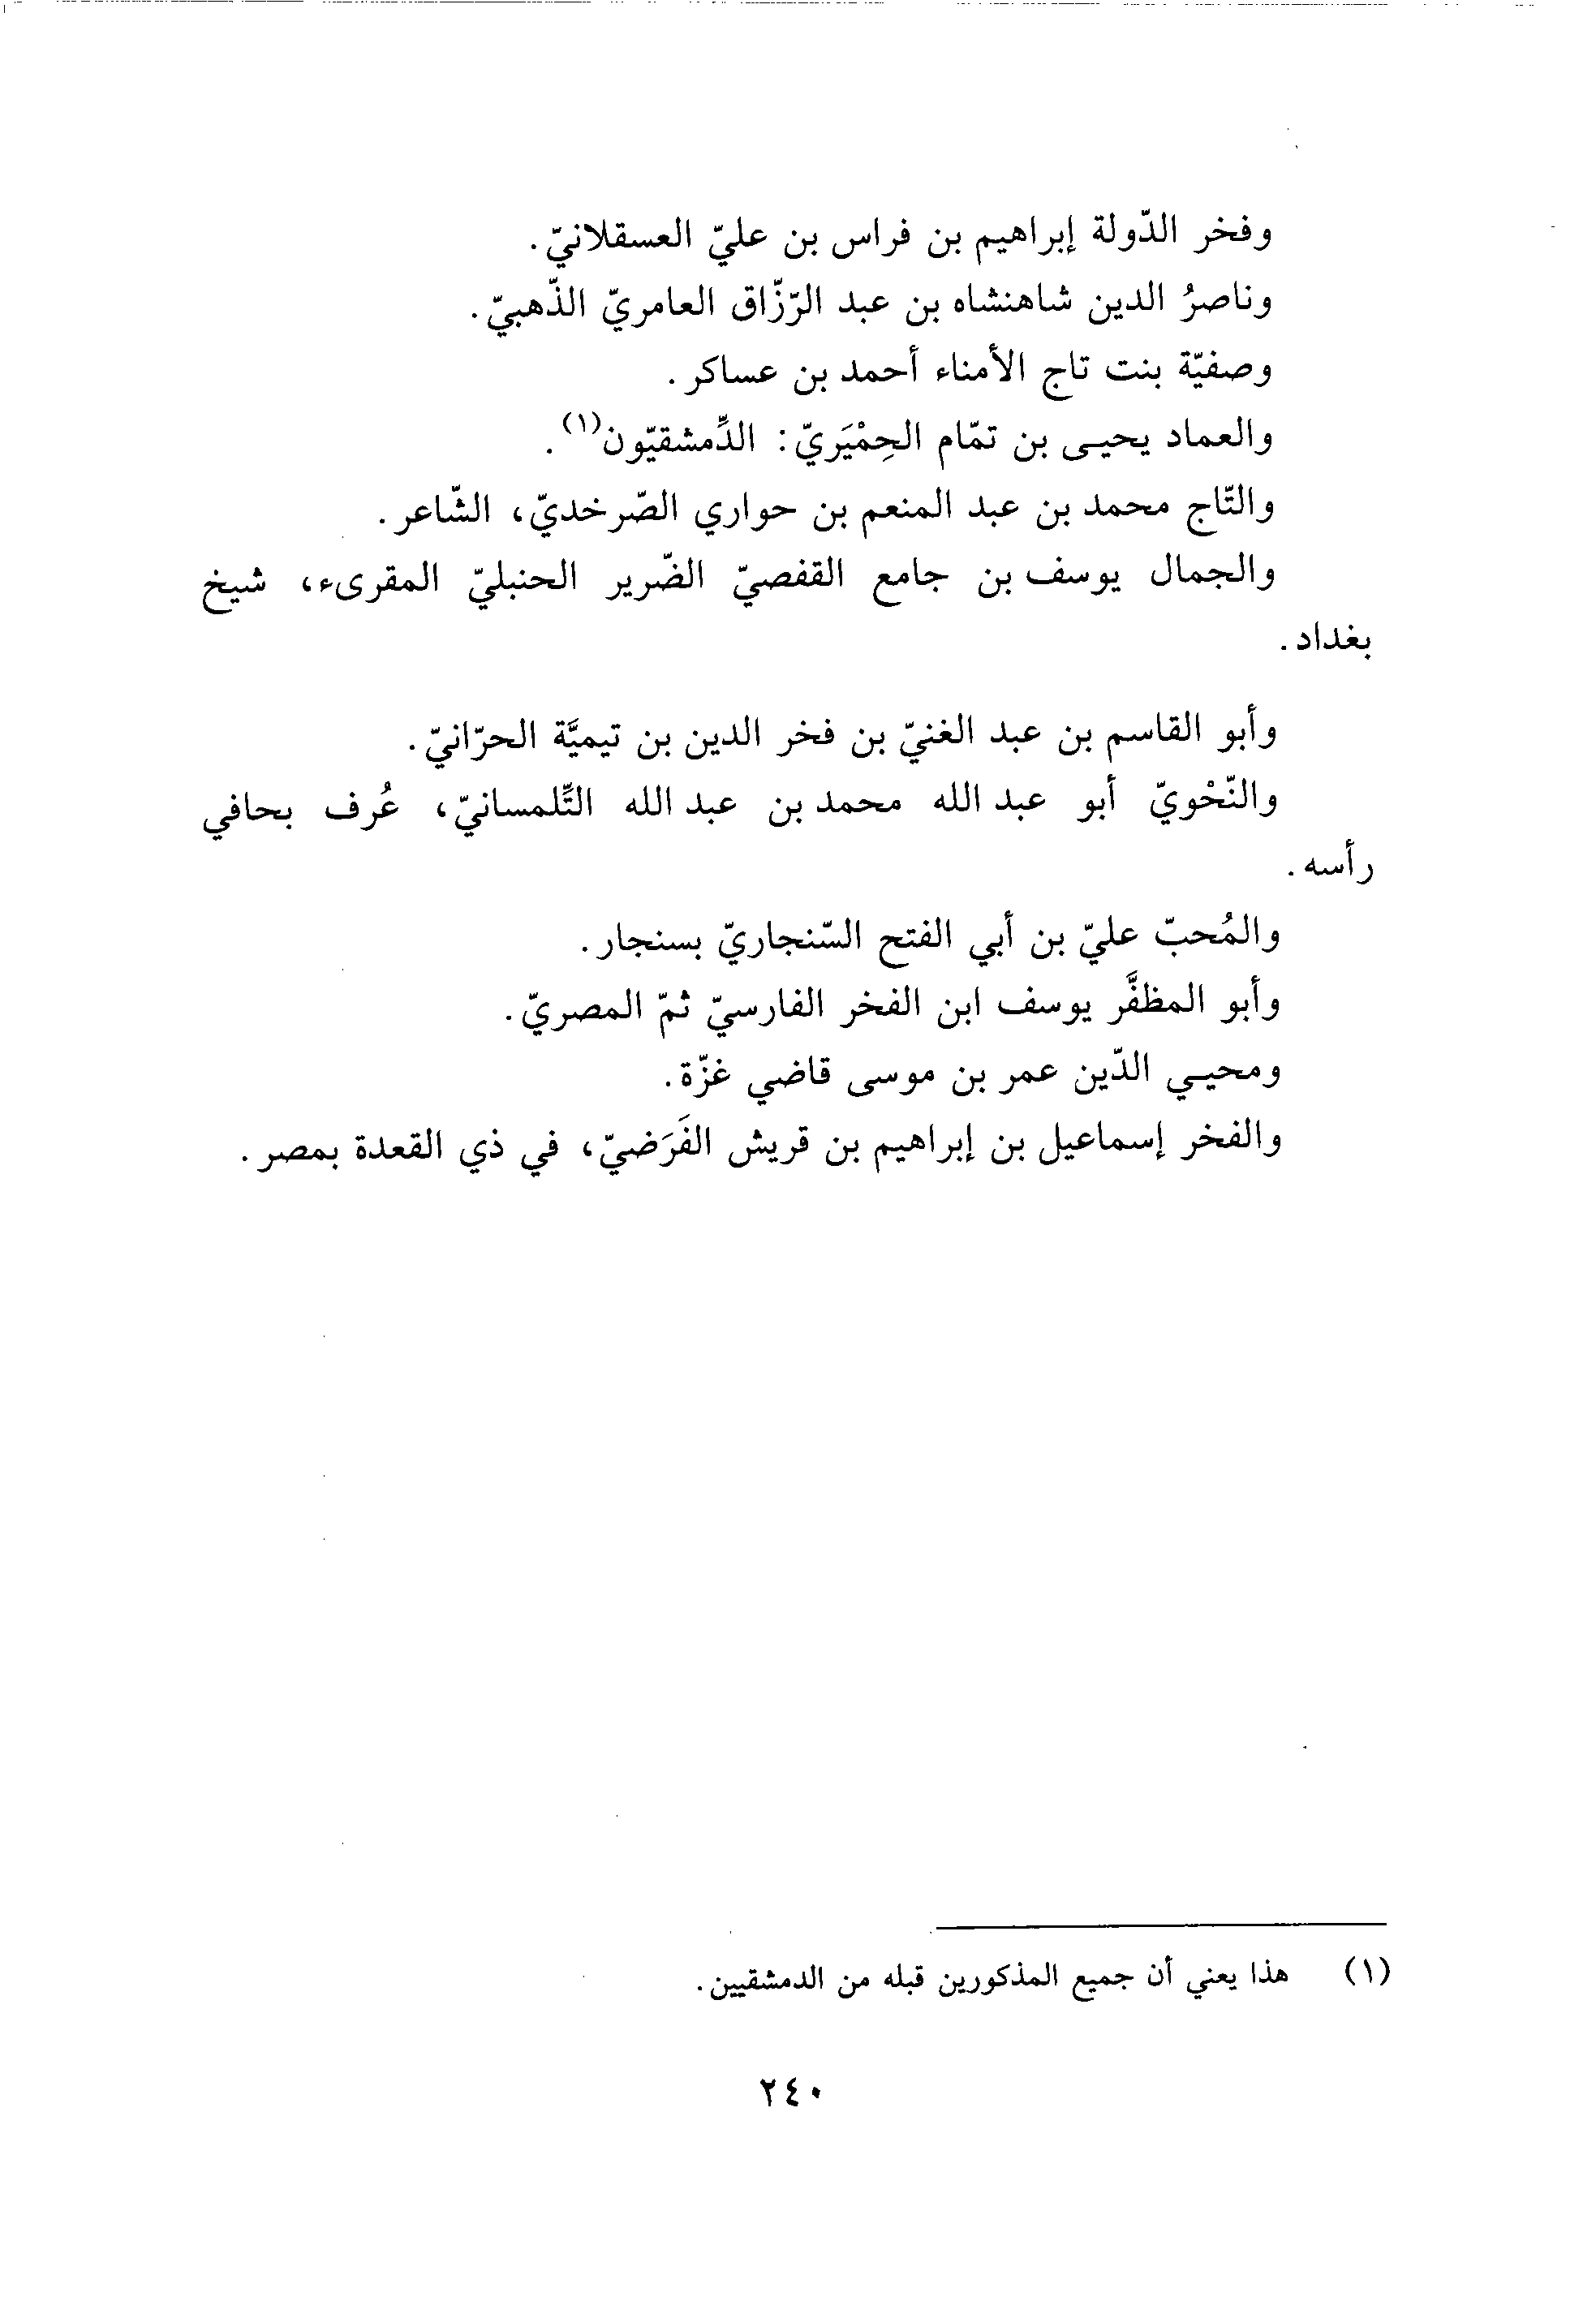 وفخر الدّولة إبراهيم بن فراس بن عليّ العسقلانيّ.
وناصرُ الدين شاهنشاه بن عبد الرّزّاق العامريّ الذّهبيّ.
وصفيّة بنت تاج الأمناء أحمد بن عساكر.
والعماد يحيى بن تمّام الحِمْيَريّ: الدِّمشقيّون(١).
والتّاج محمد بن عبد المنعم بن حواري الصّرخديّ، الشّاعر.
والجمال يوسف بن جامع القفصيّ الضّرير الحنبليّ المقرىء، شيخ
بغداد.
وأبو القاسم بن عبد الغنيّ بن فخر الدين بن تيميَّة الحرّانيّ.
والنّحْويّ أبو عبد الله محمد بن عبد الله التِّلمسانيّ، عُرف بحافي
رأسه.
والمُحبّ عليّ بن أبي الفتح السّنجاريّ بسنجار.
وأبو المظفَّر يوسف ابن الفخر الفارسيّ ثمّ المصريّ.
ومحيي الدّين عمر بن موسى قاضي غزّة.
والفخر إسماعيل بن إبراهيم بن قريش الفَرَضيّ، في ذي القعدة بمصر.
(١) هذا يعني أن جميع المذكورين قبله من الدمشقيين.
٢٤٠